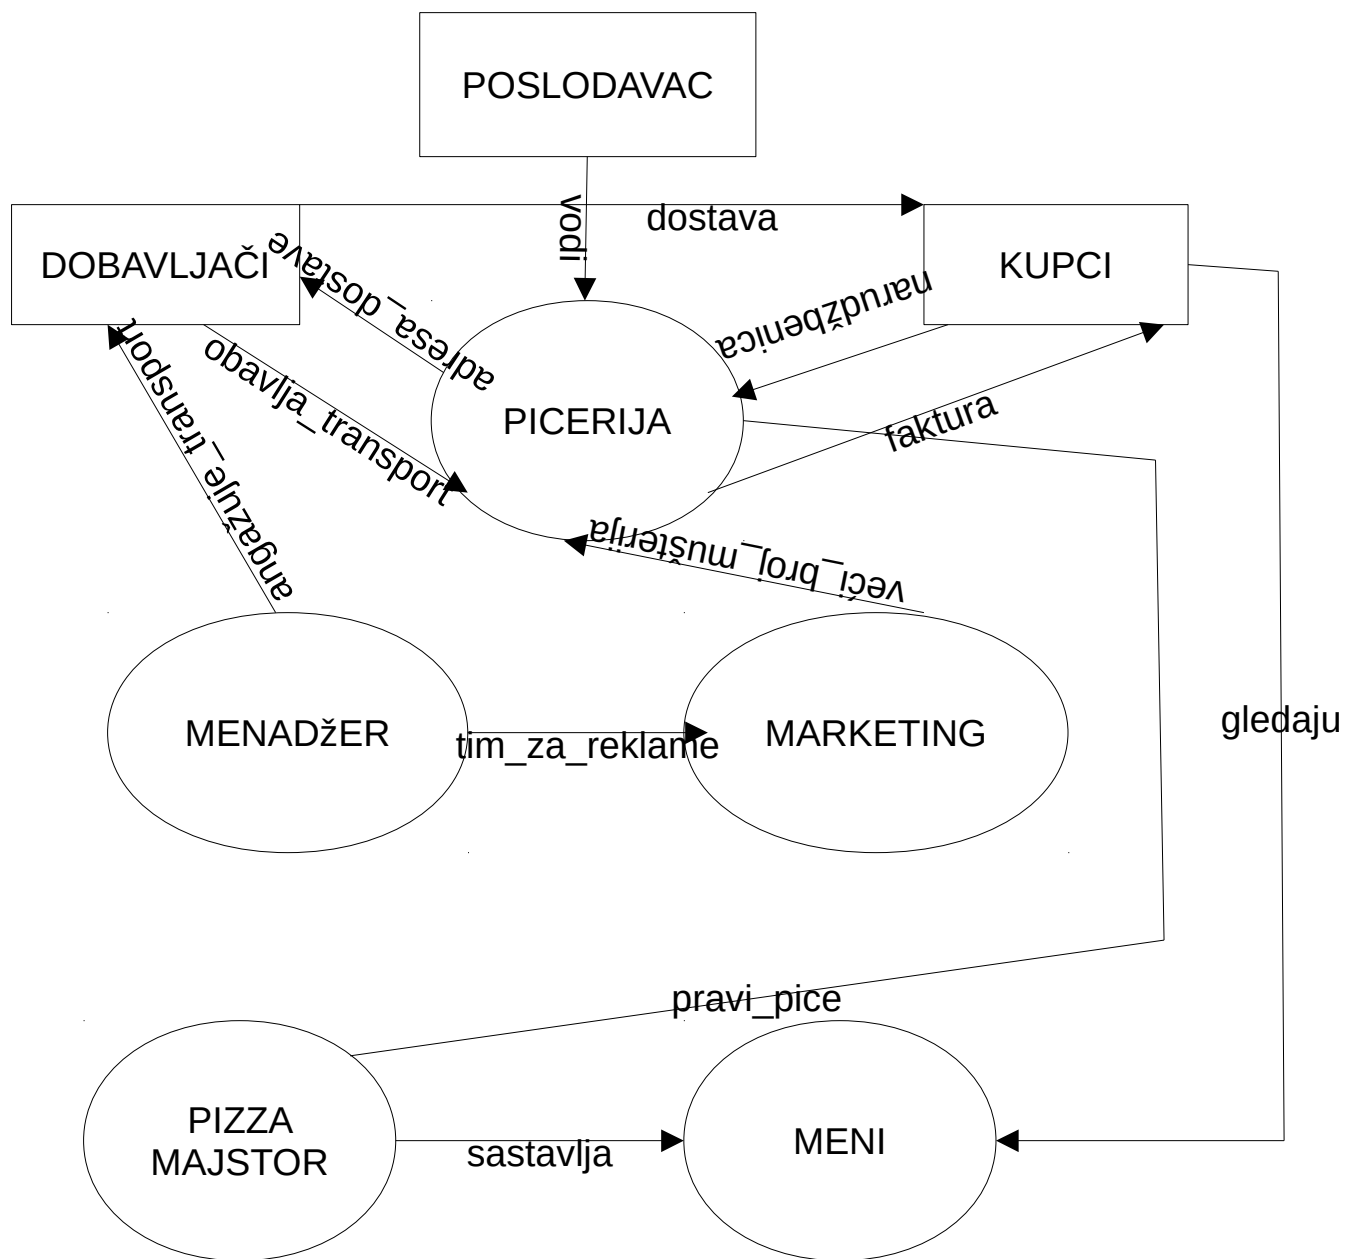 POSLODAVAC
vodi
dostava
DOBAVLJAČI
KUPCI
adresa_dostave
narudžbenica
obavlja_transport
angažuje_transport
PICERIJA
faktura
veći_broj_mušterija
MENADžER
tim_za_reklame
MARKETING
gledaju
pravi_pice
PIZZA
MAJSTOR
sastavlja
MENI